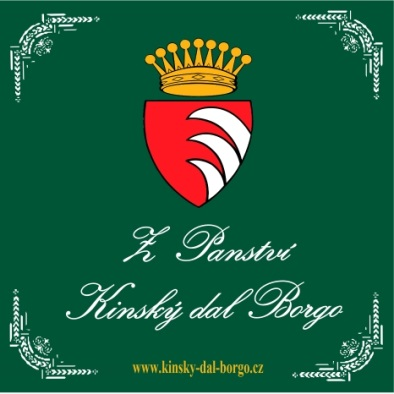 Z Panství
Kinský dal Borgo
www.kinsky-dal-borgo.cz